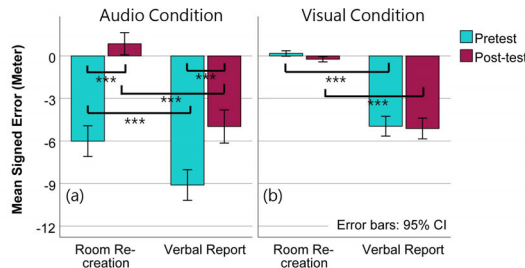 Audio Condition
Visual Condition
Pretest
Post-test
Mean Signed Error (Meter)
0
-3
-6
-9
-12
***
***
***
***
***
***
(a)
(b)
Error bars: 95% CI
Room Re-
creation
Verbal Report
Room Re-
creation
Verbal Report